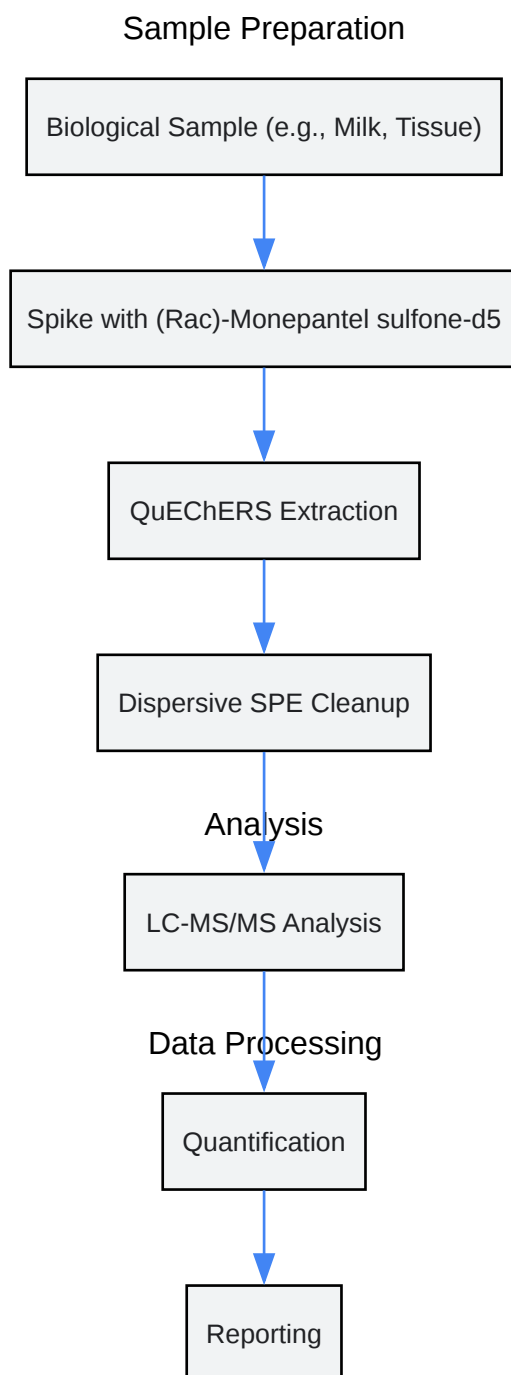 Sample Preparation
Biological Sample (e.g., Milk, Tissue)
Spike with (Rac)-Monepantel sulfone-d5
QuEChERS Extraction
Dispersive SPE Cleanup
Analysis
LC-MS/MS Analysis
Data Processing
Quantification
Reporting